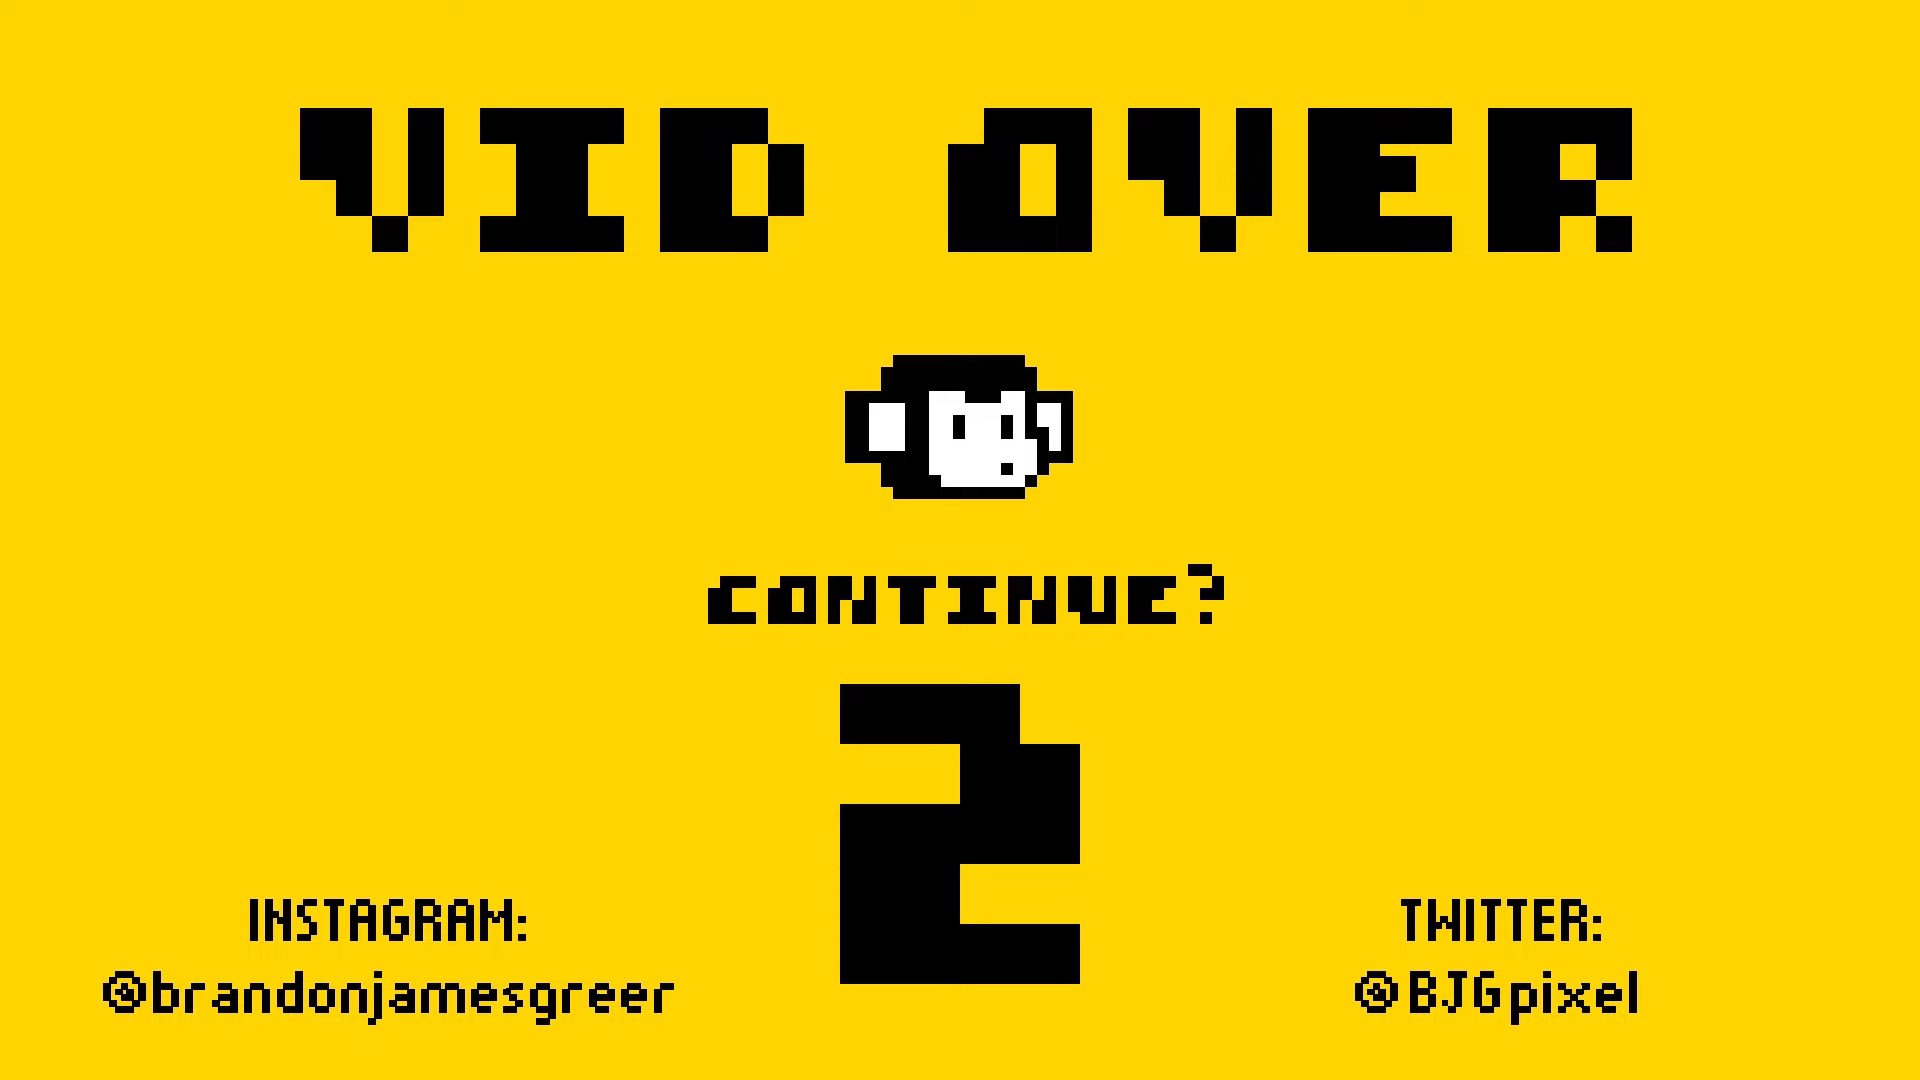 VID OVER
CONTINUE?
2
INSTAGRAM:
@brandonjamesgreer
TWITTER:
@BJGpixel